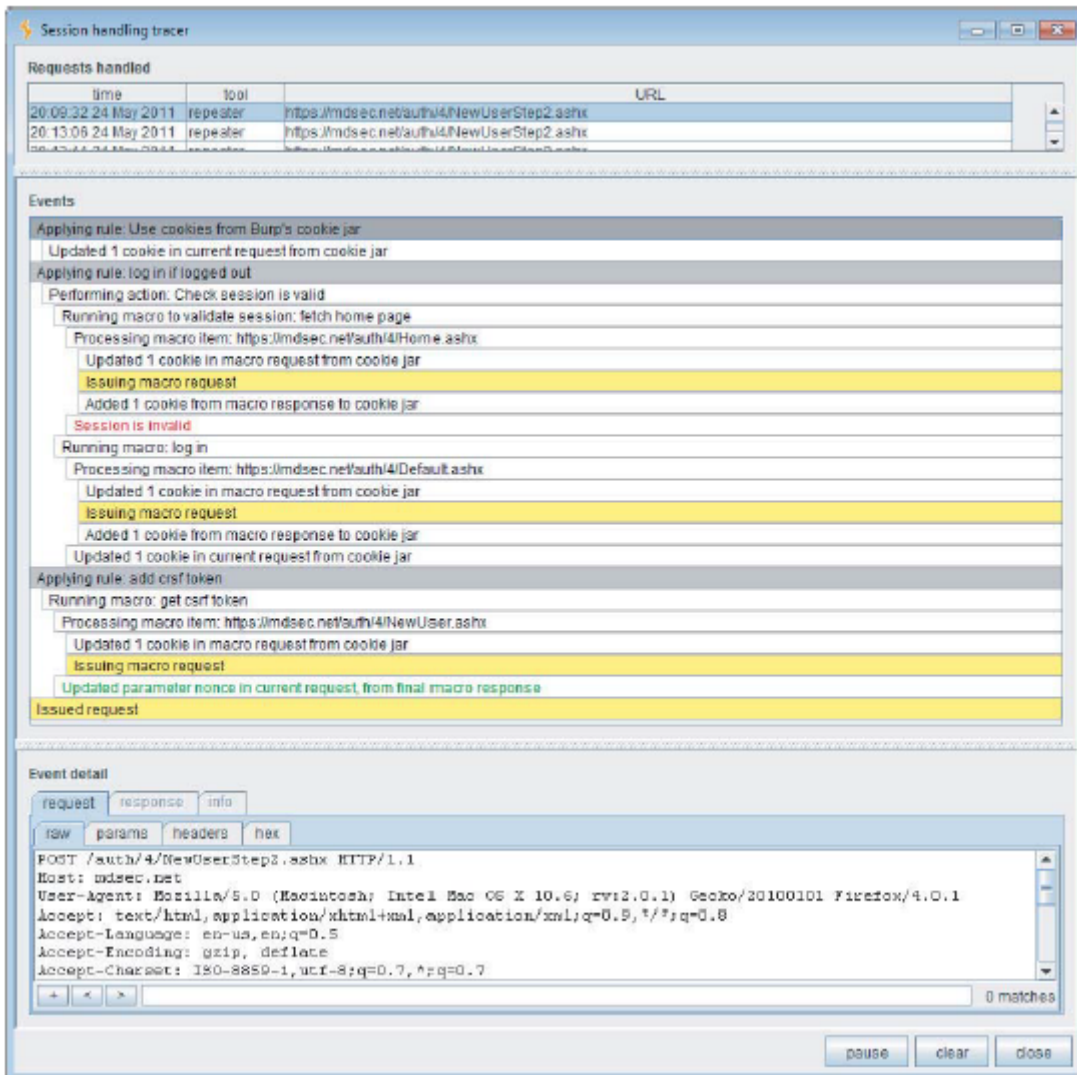 Session handling tracer
Requests handled
time tool URL
20:09:32 24 May 2011 repeater https://mdsec.net/auth/4/NewUserStep2.ashx
20:13:06 24 May 2011 repeater https://mdsec.net/auth/4/NewUserStep2.ashx
Events
Applying rule: Use cookies from Burp's cookie jar
Updated 1 cookie in current request from cookie jar
Applying rule: log in if logged out
Performing action: Check session is valid
Running macro to validate session: fetch home page
Processing macro item: https://mdsec.net/auth/4/Home.ashx
Updated 1 cookie in macro request from cookie jar
Issuing macro request
Added 1 cookie from macro response to cookie jar
Session is invalid
Running macro: log in
Processing macro item: https://mdsec.net/auth/4/Default.ashx
Updated 1 cookie in macro request from cookie jar
Issuing macro request
Added 1 cookie from macro response to cookie jar
Updated 1 cookie in current request from cookie jar
Applying rule: add crsf token
Running macro: get csrf token
Processing macro item: https://mdsec.net/auth/4/NewUser.ashx
Updated 1 cookie in macro request from cookie jar
Issuing macro request
Updated parameter nonce in current request, from final macro response
Issued request
Event detail
request response info
raw params headers hex
POST /auth/4/NewUserStep2.ashx HTTP/1.1
Host: mdsec.net
User-Agent: Mozilla/5.0 (Macintosh; Intel Mac OS X 10.6; rv:2.0.1) Gecko/20100101 Firefox/4.0.1
Accept: text/html,application/xhtml+xml,application/xml;q=0.9,*/*;q=0.8
Accept-Language: en-us,en;q=0.5
Accept-Encoding: gzip, deflate
Accept-Charset: ISO-8859-1,utf-8;q=0.7,*;q=0.7
+ < > 0 matches
pause clear close